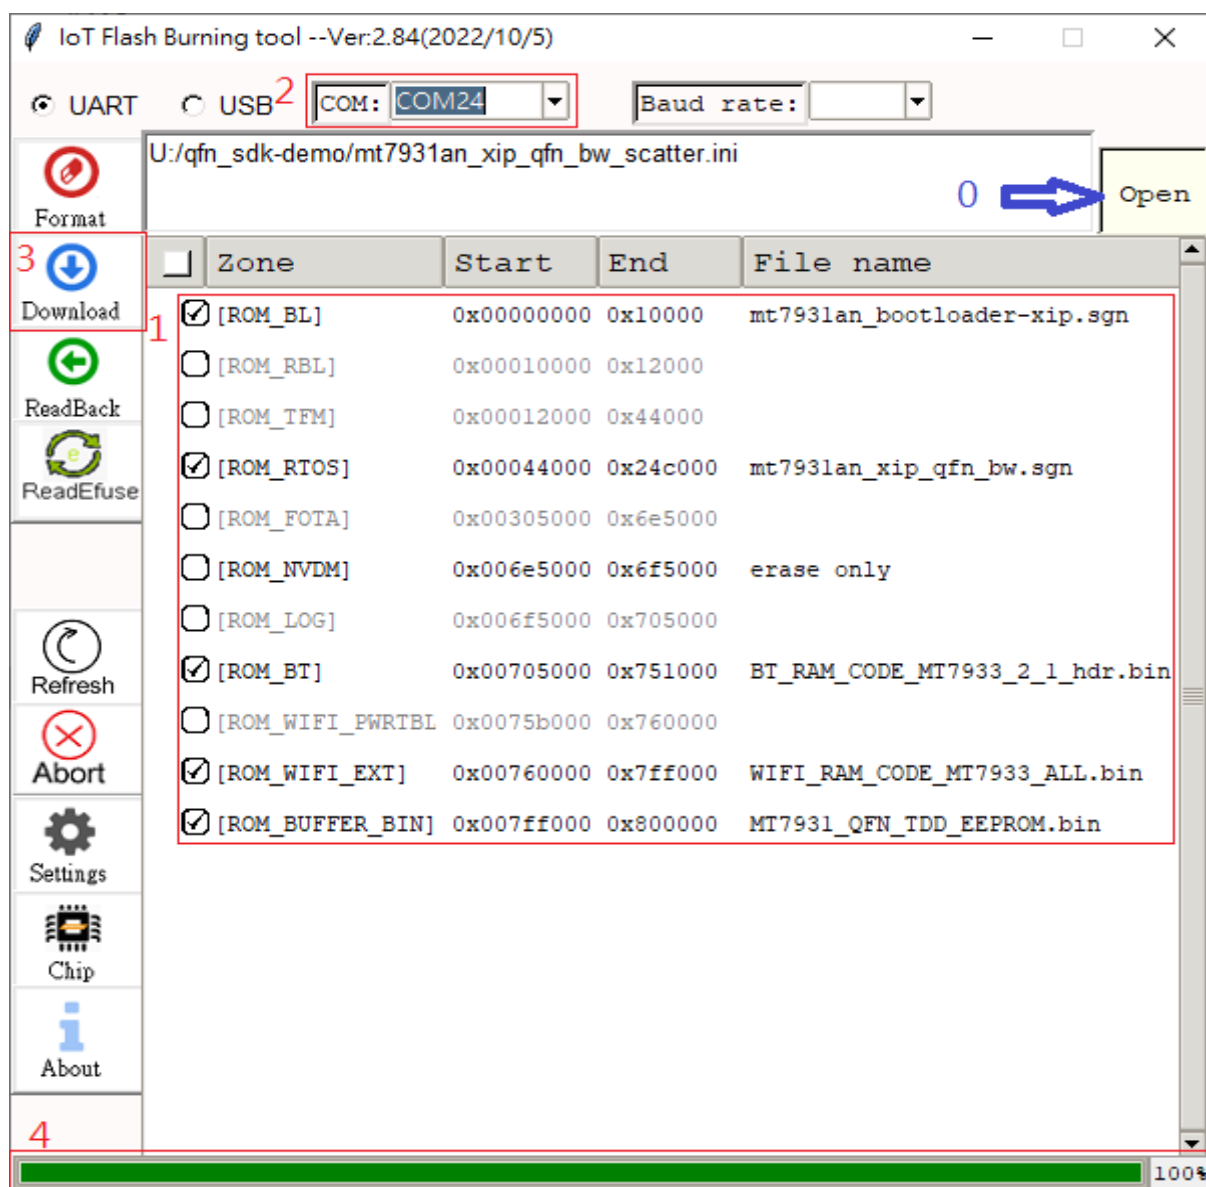 IoT Flash Burning tool --Ver:2.84(2022/10/5)
UART USB 2 COM: COM24 Baud rate:
U:/qfn_sdk-demo/mt7931an_xip_qfn_bw_scatter.ini
0 Open
Format
3
Download
ReadBack
ReadEfuse
Refresh
Abort
Settings
Chip
About
Zone Start End File name
1
[ROM_BL] 0x00000000 0x10000 mt7931an_bootloader-xip.sgn
[ROM_RBL] 0x00010000 0x12000
[ROM_TFM] 0x00012000 0x44000
[ROM_RTOS] 0x00044000 0x24c000 mt7931an_xip_qfn_bw.sgn
[ROM_FOTA] 0x00305000 0x6e5000
[ROM_NVDM] 0x006e5000 0x6f5000 erase only
[ROM_LOG] 0x006f5000 0x705000
[ROM_BT] 0x00705000 0x751000 BT_RAM_CODE_MT7933_2_1_hdr.bin
[ROM_WIFI_PWRTBL 0x0075b000 0x760000
[ROM_WIFI_EXT] 0x00760000 0x7ff000 WIFI_RAM_CODE_MT7933_ALL.bin
[ROM_BUFFER_BIN] 0x007ff000 0x800000 MT7931_QFN_TDD_EEPROM.bin
4
100%